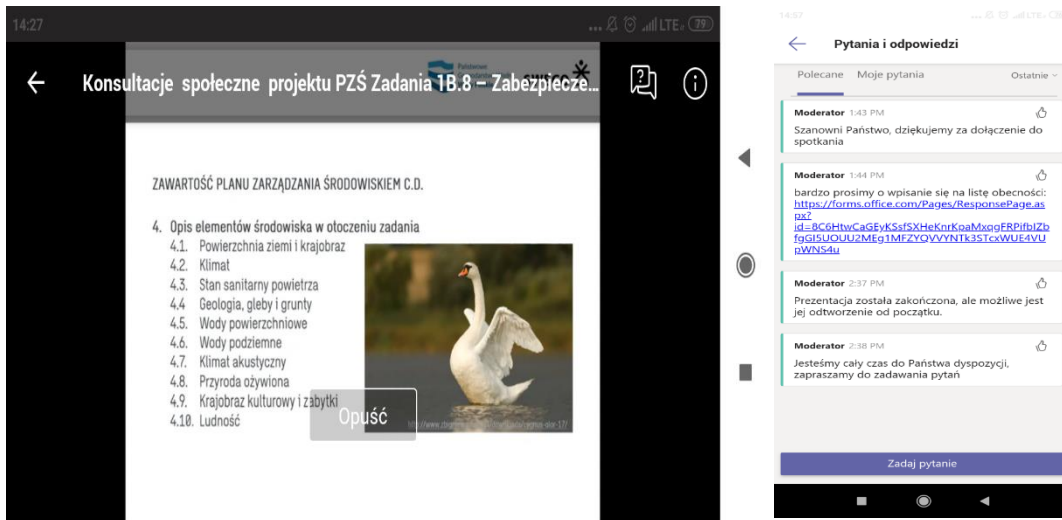 14:27
... LTE 79
Państwowe
Gospodarstwo
sweco
Konsultacje społeczne projektu PZŚ Zadania 1B.8 – Zabezpiecze...
ZAWARTOŚĆ PLANU ZARZĄDZANIA ŚRODOWISKIEM C.D.
4. Opis elementów środowiska w otoczeniu zadania
4.1. Powierzchnia ziemi i krajobraz
4.2. Klimat
4.3. Stan sanitarny powietrza
4.4 Geologia, gleby i grunty
4.5. Wody powierzchniowe
4.6. Wody podziemne
4.7. Klimat akustyczny
4.8. Przyroda ożywiona
4.9. Krajobraz kulturowy i zabytki
4.10. Ludność
Opuść
Pytania i odpowiedzi
Polecane Moje pytania Ostatnie
Moderator 1:43 PM
Szanowni Państwo, dziękujemy za dołączenie do
spotkania
Moderator 1:44 PM
bardzo prosimy o wpisanie się na listę obecności:
https://forms.office.com/Pages/ResponsePage.as
px?
id=8C6HtwCaGEyKSsfSXHeKnrKpaMxqgFRPifbIZb
fgGI5UOUU2MEg1MFZYQVVYNTk3STcxWUE4VU
pWNS4u
Moderator 2:37 PM
Prezentacja została zakończona, ale możliwe jest
jej odtworzenie od początku.
Moderator 2:38 PM
Jesteśmy cały czas do Państwa dyspozycji,
zapraszamy do zadawania pytań
Zadaj pytanie